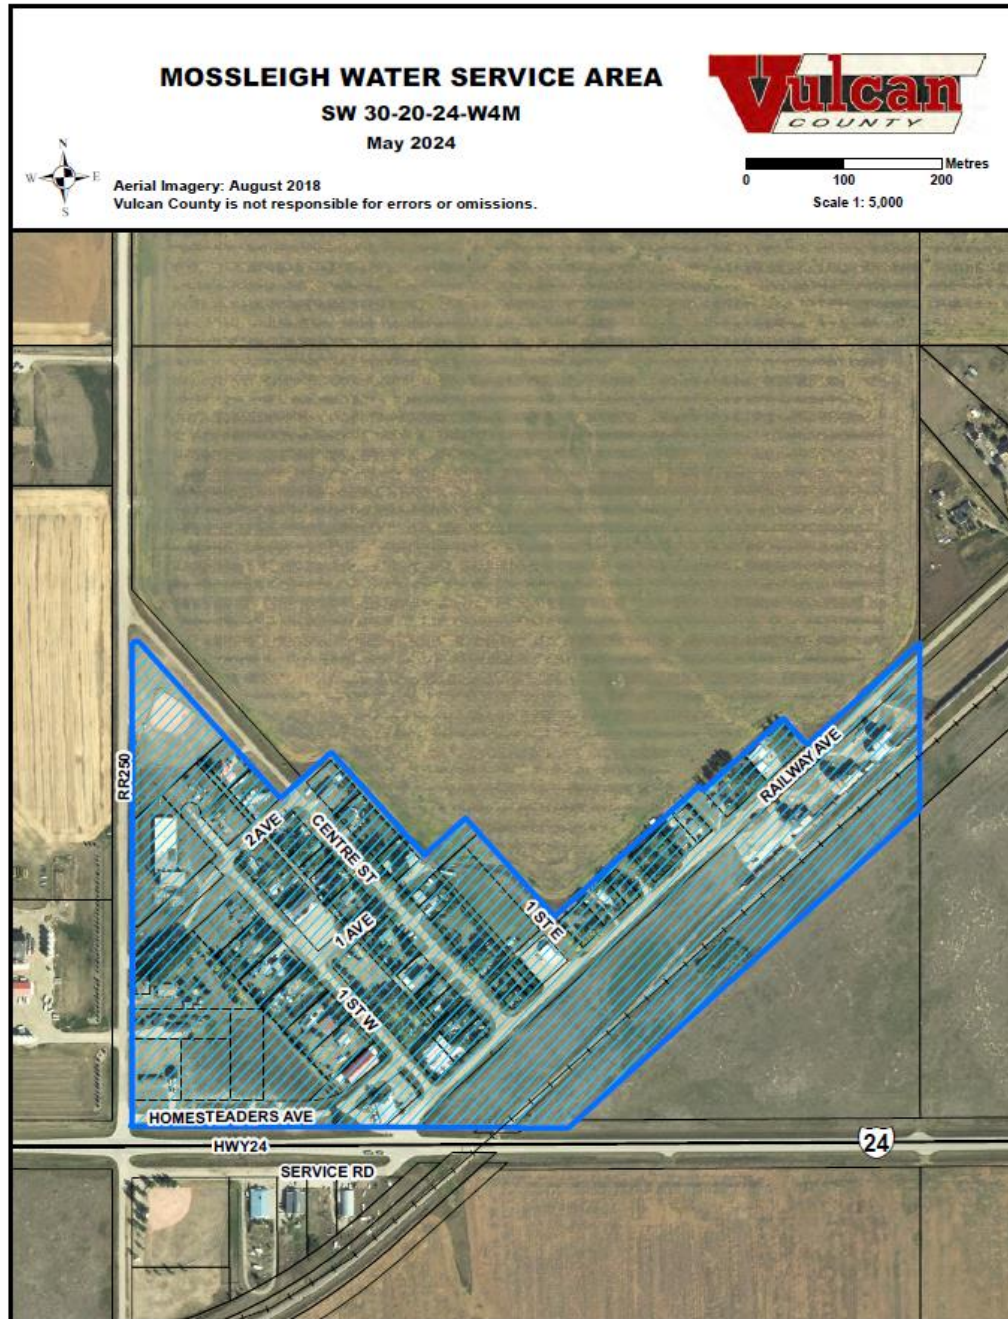 MOSSLEIGH WATER SERVICE AREA
SW 30-20-24-W4M
May 2024
Vulcan
COUNTY
N
W E
S
Aerial Imagery: August 2018
Vulcan County is not responsible for errors or omissions.
Metres
0 100 200
Scale 1: 5,000
RR250
2 AVE
CENTRE ST
RAILWAY AVE
1 ST E
1 AVE
1 ST W
HOMESTEADERS AVE
HWY24
24
SERVICE RD